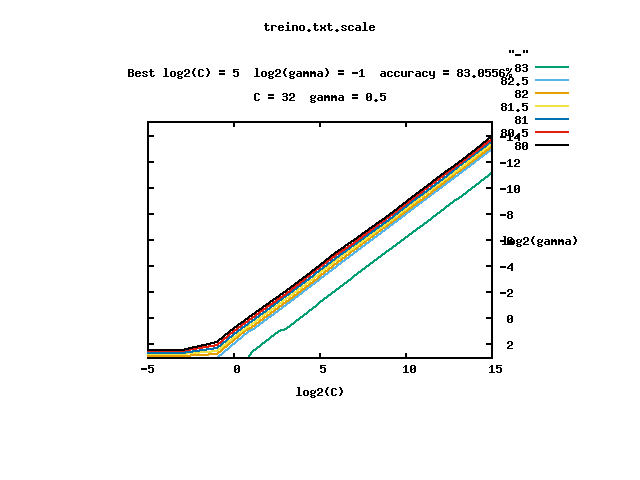 treino.txt.scale
"_"
Best log2(C) = 5  log2(gamma) = -1  accuracy = 83.0556%
83
82.5
C = 32  gamma = 0.5
82
81.5
81
80.5
80
-14
-12
-10
-8
-6
log2(gamma)
-4
-2
0
2
-5 0 5 10 15
log2(C)